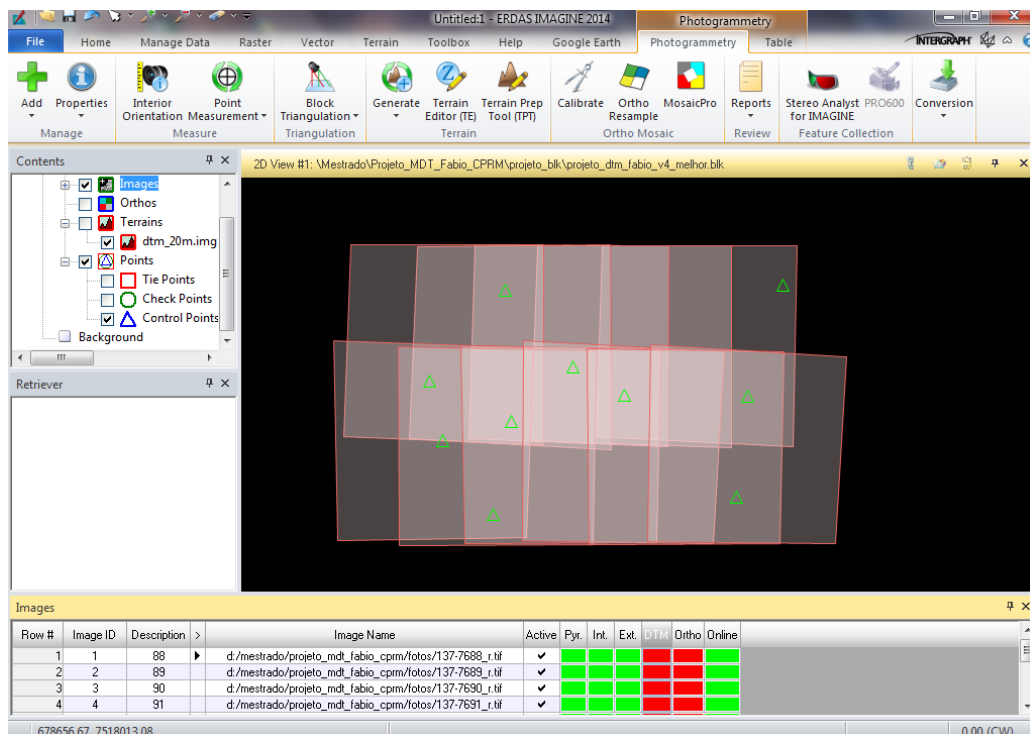 Untitled:1 - ERDAS IMAGINE 2014
Photogrammetry
File Home Manage Data Raster Vector Terrain Toolbox Help Google Earth Photogrammetry Table
INTERGRAPH
Add Properties Interior Orientation Point Measurement Block Triangulation Generate Terrain Editor (TE) Terrain Prep Tool (TPT) Calibrate Ortho Resample MosaicPro Reports Stereo Analyst for IMAGINE PRO600 Conversion
Manage Measure Triangulation Terrain Ortho Mosaic Review Feature Collection
Contents
2D View #1: \Mestrado\Projeto_MDT_Fabio_CPRM\projeto_blk\projeto_dtm_fabio_v4_melhor.blk
Images
Orthos
Terrains
dtm_20m.img
Points
Tie Points
Check Points
Control Points
Background
Retriever
Images
Row # Image ID Description > Image Name Active Pyr. Int. Ext. DTM Ortho Online
1 1 88 d:/mestrado/projeto_mdt_fabio_cprm/fotos/137-7688_r.tif
2 2 89 d:/mestrado/projeto_mdt_fabio_cprm/fotos/137-7689_r.tif
3 3 90 d:/mestrado/projeto_mdt_fabio_cprm/fotos/137-7690_r.tif
4 4 91 d:/mestrado/projeto_mdt_fabio_cprm/fotos/137-7691_r.tif
678656.67, 7518013.08
0.00 (CW)